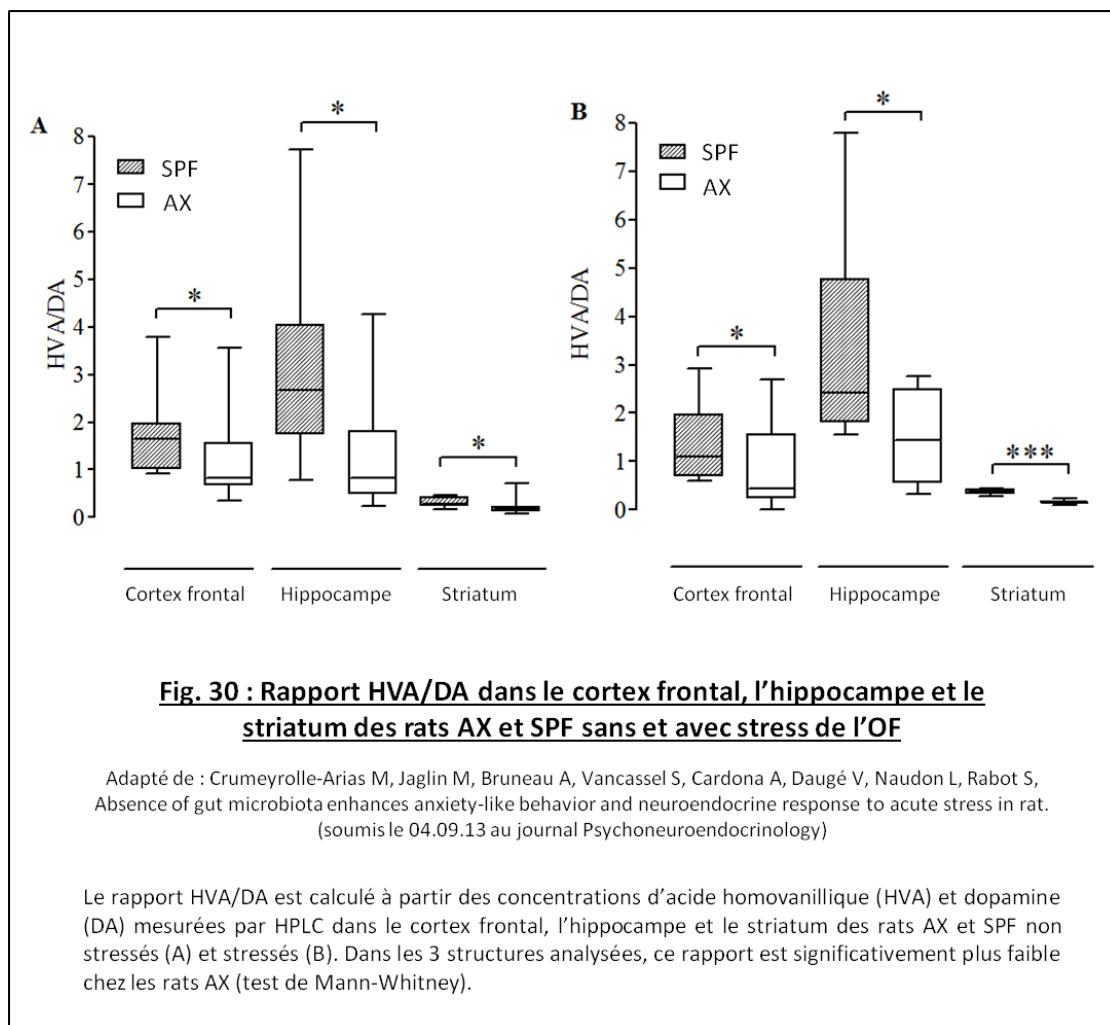 A
8
7
6
5
4
3
2
1
0
HVA/DA
SPF
AX
*
*
*
Cortex frontal
Hippocampe
Striatum
B
8
7
6
5
4
3
2
1
0
HVA/DA
SPF
AX
*
*
***
Cortex frontal
Hippocampe
Striatum
Fig. 30 : Rapport HVA/DA dans le cortex frontal, l’hippocampe et le
striatum des rats AX et SPF sans et avec stress de l’OF
Adapté de : Crumeyrolle-Arias M, Jaglin M, Bruneau A, Vancassel S, Cardona A, Daugé V, Naudon L, Rabot S,
Absence of gut microbiota enhances anxiety-like behavior and neuroendocrine response to acute stress in rat.
(soumis le 04.09.13 au journal Psychoneuroendocrinology)
Le rapport HVA/DA est calculé à partir des concentrations d’acide homovanillique (HVA) et dopamine
(DA) mesurées par HPLC dans le cortex frontal, l’hippocampe et le striatum des rats AX et SPF non
stressés (A) et stressés (B). Dans les 3 structures analysées, ce rapport est significativement plus faible
chez les rats AX (test de Mann-Whitney).